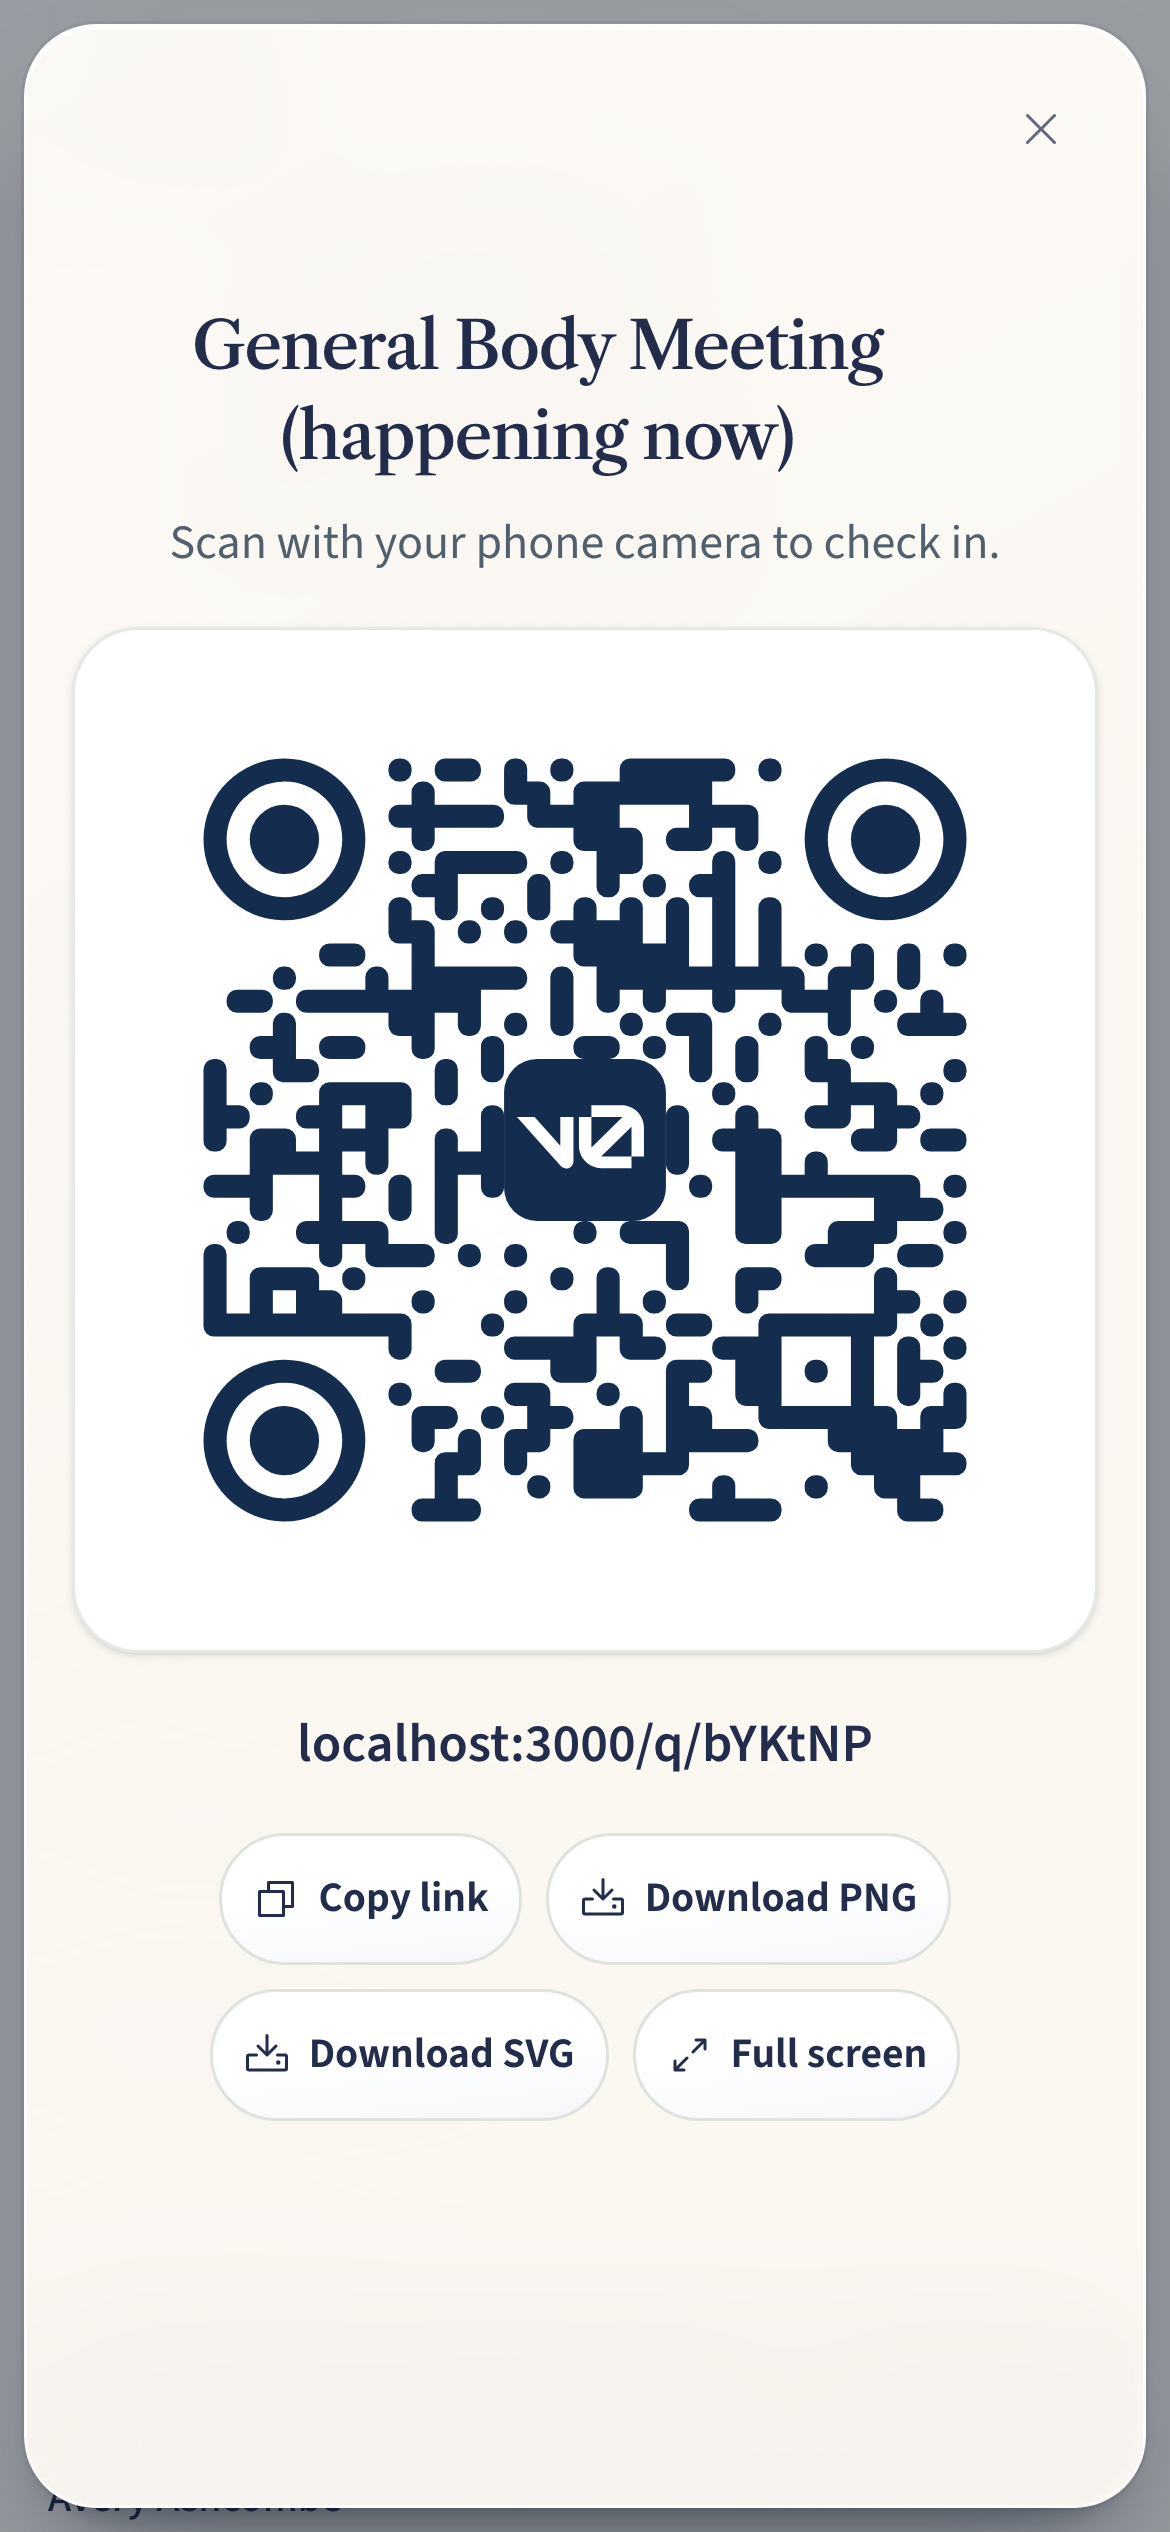 General Body Meeting
(happening now)
Scan with your phone camera to check in.
localhost:3000/q/bYKtNP
Copy link
Download PNG
Download SVG
Full screen